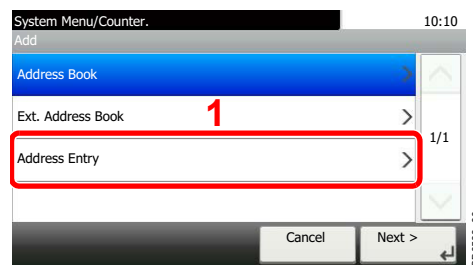 System Menu/Counter. 10:10
Add
Address Book
Ext. Address Book
1
1/1
Address Entry
Cancel Next >